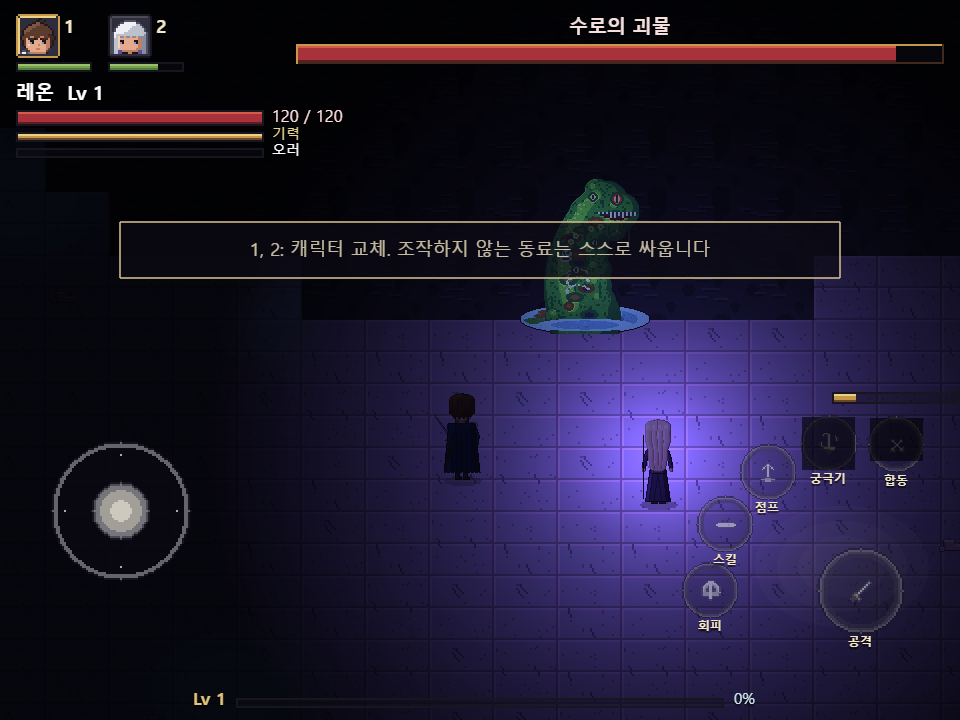 1
2
수로의 괴물
레온 Lv 1
120 / 120
기력
오러
1, 2: 캐릭터 교체. 조작하지 않는 동료는 스스로 싸웁니다
궁극기
합동
점프
스킬
회피
공격
Lv 1
0%